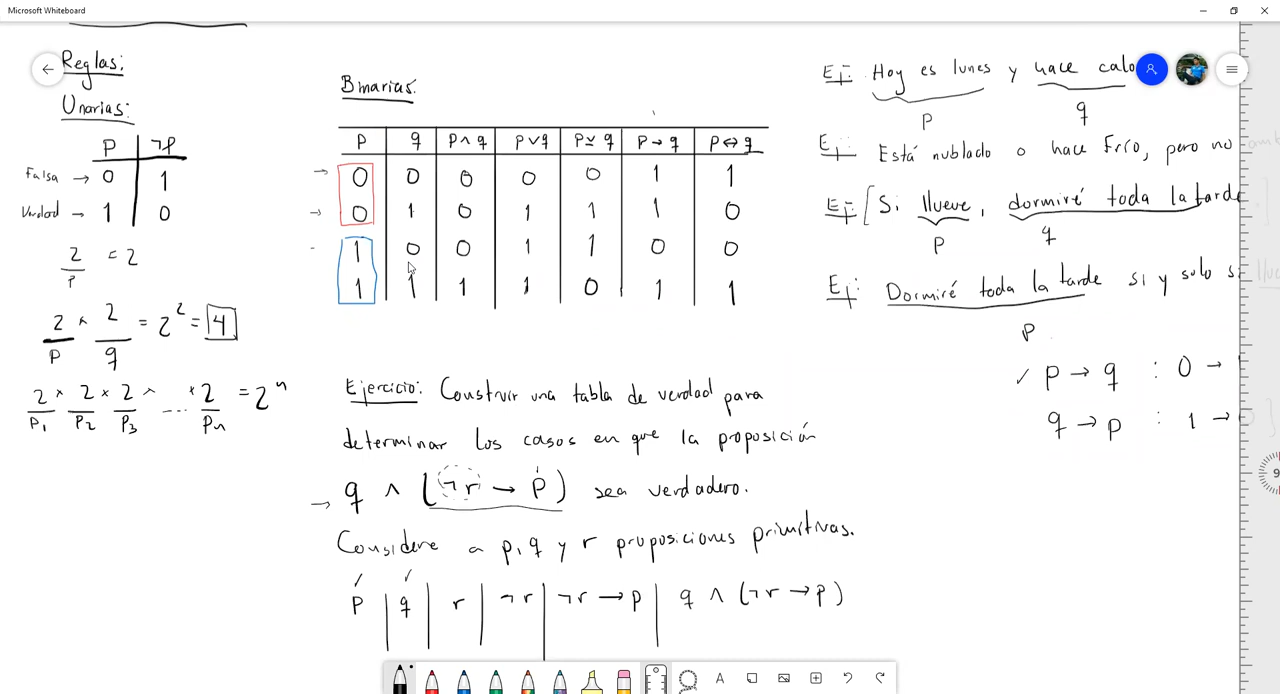 Microsoft Whiteboard
Reglas:
Unarias:
P ¬P
Falsa → 0 1
Verdad → 1 0
2/P = 2
2/P × 2/q = 2² = 4
2/P₁ × 2/P₂ × 2/P₃ × ... × 2/Pₙ = 2ⁿ
Binarias:
P q P∧q P∨q P⊻q P→q P↔q
→ 0 0 0 0 0 1 1
→ 0 1 0 1 1 1 0
1 0 0 1 1 0 0
1 1 1 1 0 1 1
Ejercicio: Construir una tabla de verdad para
determinar los casos en que la proposición
→ q ∧ (¬r → P) sea verdadero.
Considere a p, q y r proposiciones primitivas.
P q r ¬r ¬r → P q ∧ (¬r → P)
Ej: Hoy es lunes y hace calo
P q
Ej: Está nublado o hace Frío, pero no
Ej: [Si llueve, dormiré toda la tarde
P q
Ej: Dormiré toda la tarde si y solo s
P
✓ P → q : 0 →
q → P : 1 →
A